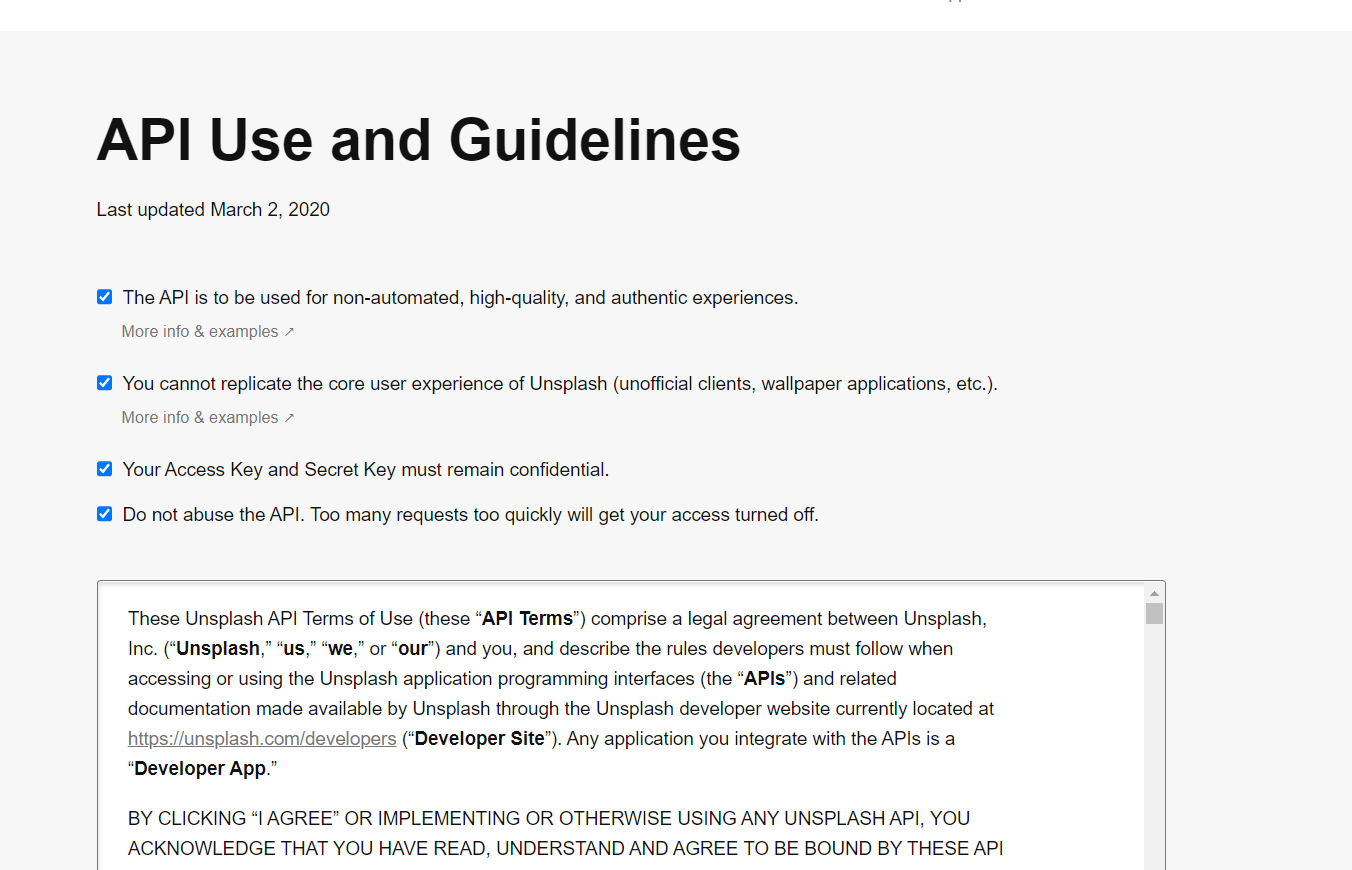 API Use and Guidelines
Last updated March 2, 2020
The API is to be used for non-automated, high-quality, and authentic experiences.
More info & examples ↗
You cannot replicate the core user experience of Unsplash (unofficial clients, wallpaper applications, etc.).
More info & examples ↗
Your Access Key and Secret Key must remain confidential.
Do not abuse the API. Too many requests too quickly will get your access turned off.
These Unsplash API Terms of Use (these “API Terms”) comprise a legal agreement between Unsplash,
Inc. (“Unsplash,” “us,” “we,” or “our”) and you, and describe the rules developers must follow when
accessing or using the Unsplash application programming interfaces (the “APIs”) and related
documentation made available by Unsplash through the Unsplash developer website currently located at
https://unsplash.com/developers (“Developer Site”). Any application you integrate with the APIs is a
“Developer App.”
BY CLICKING “I AGREE” OR IMPLEMENTING OR OTHERWISE USING ANY UNSPLASH API, YOU
ACKNOWLEDGE THAT YOU HAVE READ, UNDERSTAND AND AGREE TO BE BOUND BY THESE API